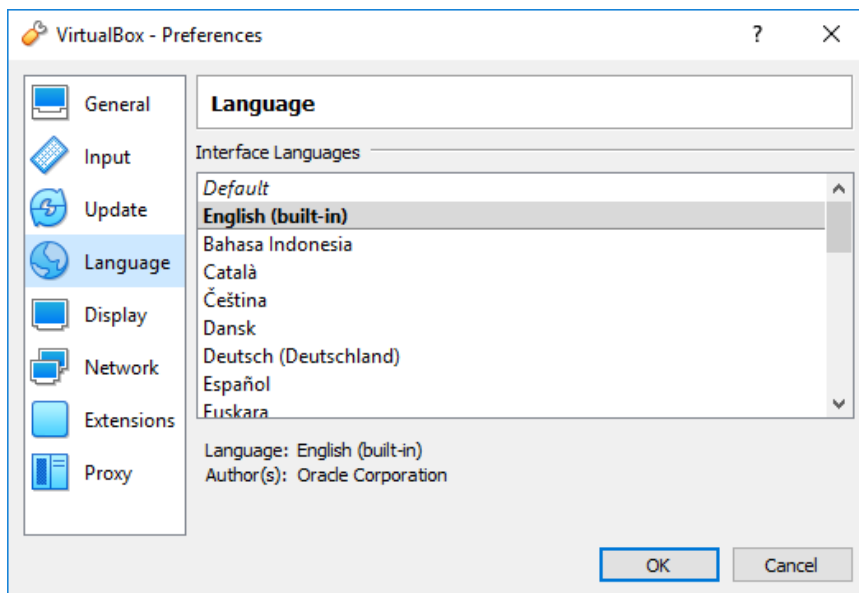 VirtualBox - Preferences
?
General
Input
Update
Language
Display
Network
Extensions
Proxy
Language
Interface Languages
Default
English (built-in)
Bahasa Indonesia
Català
Čeština
Dansk
Deutsch (Deutschland)
Español
Euskara
Language: English (built-in)
Author(s): Oracle Corporation
OK
Cancel